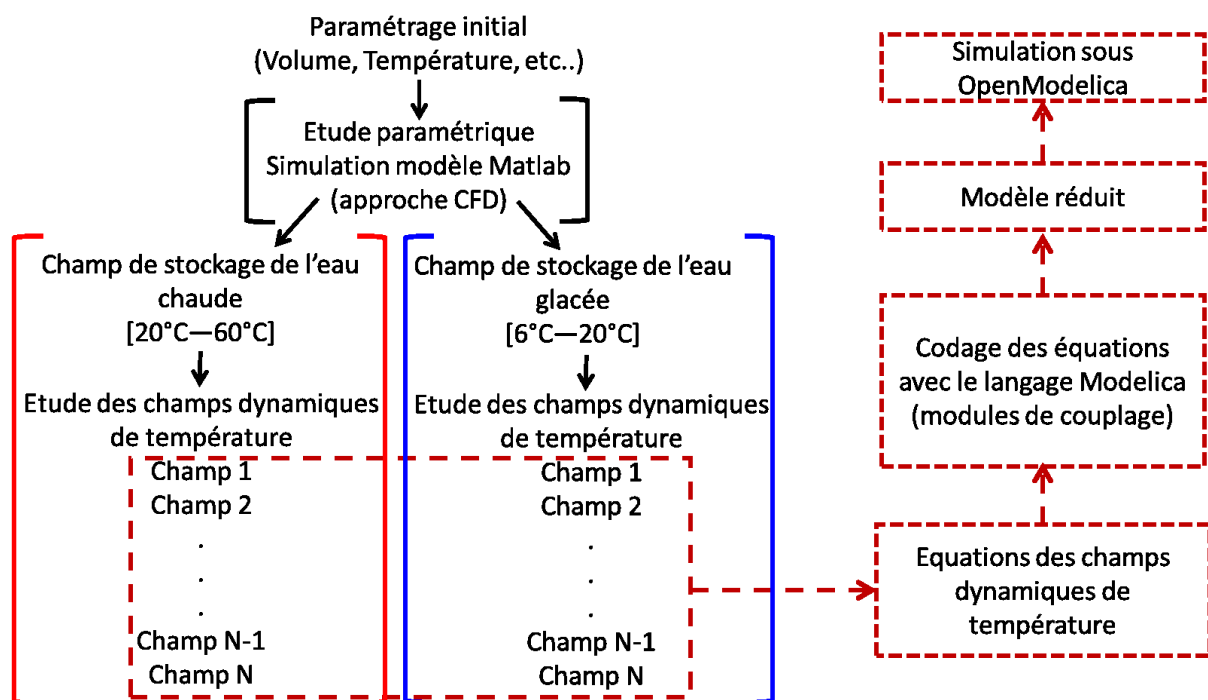 Paramétrage initial
(Volume, Température, etc..)
Etude paramétrique
Simulation modèle Matlab
(approche CFD)
Champ de stockage de l'eau
chaude
[20°C—60°C]
Etude des champs dynamiques
de température
Champ 1
Champ 2
.
.
.
Champ N-1
Champ N
Champ de stockage de l'eau
glacée
[6°C—20°C]
Etude des champs dynamiques
de température
Champ 1
Champ 2
.
.
.
Champ N-1
Champ N
Equations des champs
dynamiques de
température
Codage des équations
avec le langage Modelica
(modules de couplage)
Modèle réduit
Simulation sous
OpenModelica